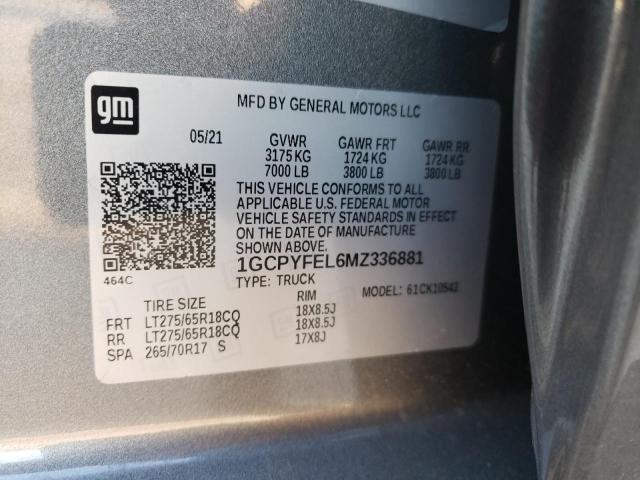 gm
MFD BY GENERAL MOTORS LLC
05/21 GVWR GAWR FRT GAWR RR
3175 KG 1724 KG 1724 KG
7000 LB 3800 LB 3800 LB
THIS VEHICLE CONFORMS TO ALL
APPLICABLE U.S. FEDERAL MOTOR
VEHICLE SAFETY STANDARDS IN EFFECT
ON THE DATE OF MANUFACTURE
SHOWN ABOVE.
1GCPYFEL6MZ336881
464C
TYPE: TRUCK MODEL: 61CK10543
TIRE SIZE RIM
FRT LT275/65R18CQ 18X8.5J
RR LT275/65R18CQ 18X8.5J
SPA 265/70R17 S 17X8J